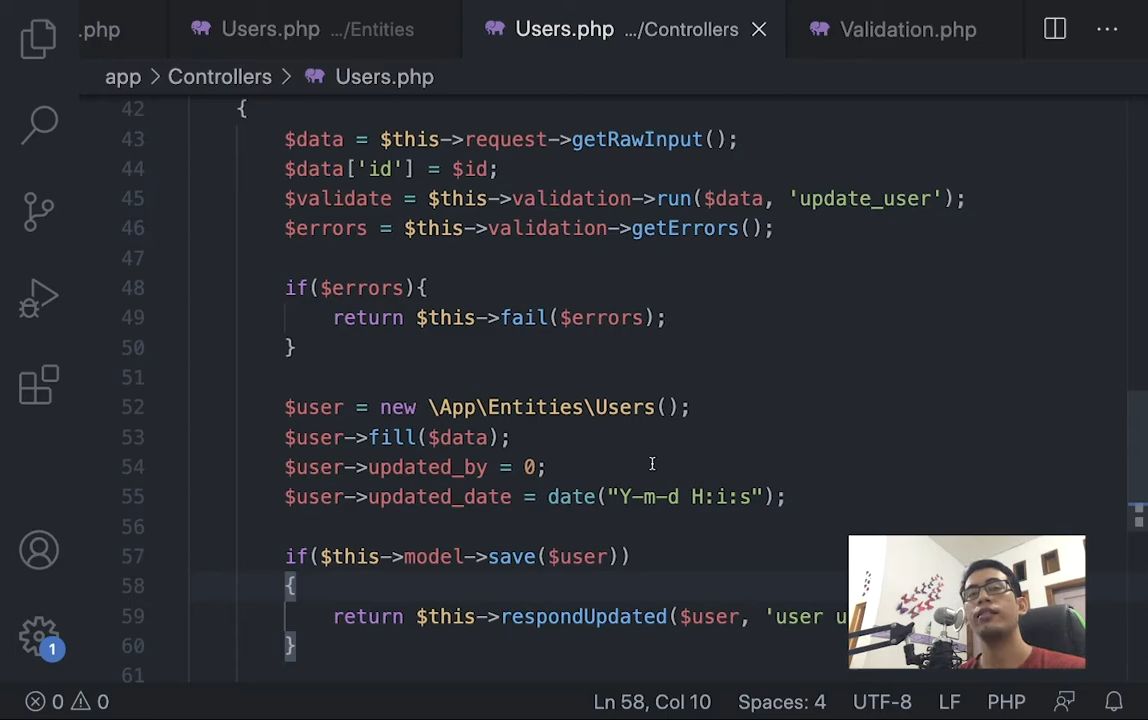 .php
Users.php .../Entities
Users.php .../Controllers
Validation.php
app > Controllers > Users.php
42 {
43 $data = $this->request->getRawInput();
44 $data['id'] = $id;
45 $validate = $this->validation->run($data, 'update_user');
46 $errors = $this->validation->getErrors();
47
48 if($errors){
49 return $this->fail($errors);
50 }
51
52 $user = new \App\Entities\Users();
53 $user->fill($data);
54 $user->updated_by = 0;
55 $user->updated_date = date("Y-m-d H:i:s");
56
57 if($this->model->save($user))
58 {
59 return $this->respondUpdated($user, 'user u
60 }
61
1
0 0
Ln 58, Col 10
Spaces: 4
UTF-8
LF
PHP